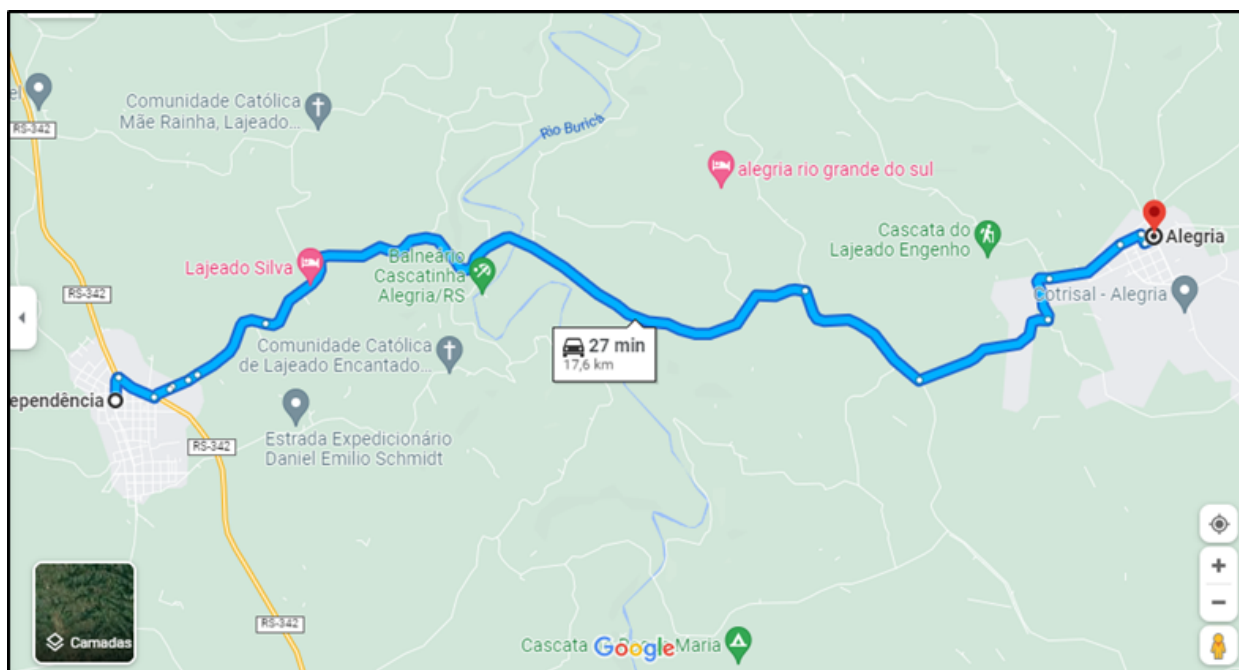 el
RS-342
Comunidade Católica
Mãe Rainha, Lajeado...
Rio Buricá
alegria rio grande do sul
Cascata do
Lajeado Engenho
Alegria
Lajeado Silva
Balneário
Cascatinha
Alegria/RS
RS-342
Cotrisal - Alegria
27 min
17,6 km
Comunidade Católica
de Lajeado Encantado...
ependência
RS-342
Estrada Expedicionário
Daniel Emilio Schmidt
RS-342
Camadas
Cascata
Maria
Google